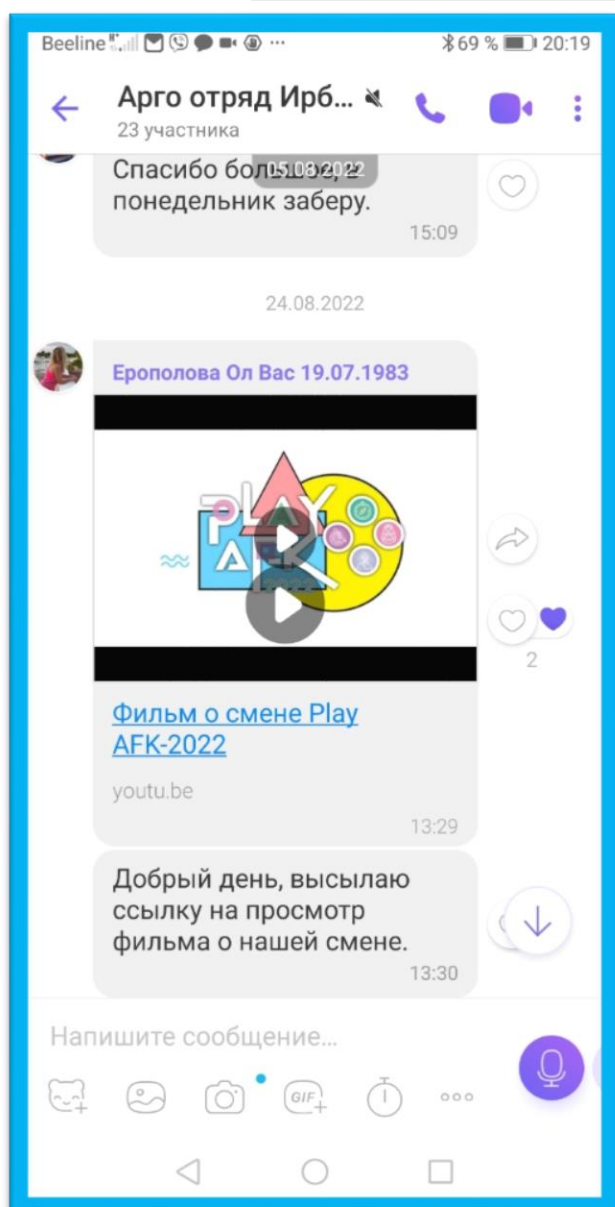 Beeline 69 % 20:19
Арго отряд Ирб...
23 участника
05.08.2022
Спасибо большое, в
понедельник заберу.
15:09
24.08.2022
Ерополова Ол Вас 19.07.1983
PLAY
AFK
2022
2
Фильм о смене Play
AFK-2022
youtu.be
13:29
Добрый день, высылаю
ссылку на просмотр
фильма о нашей смене.
13:30
Напишите сообщение...
GIF